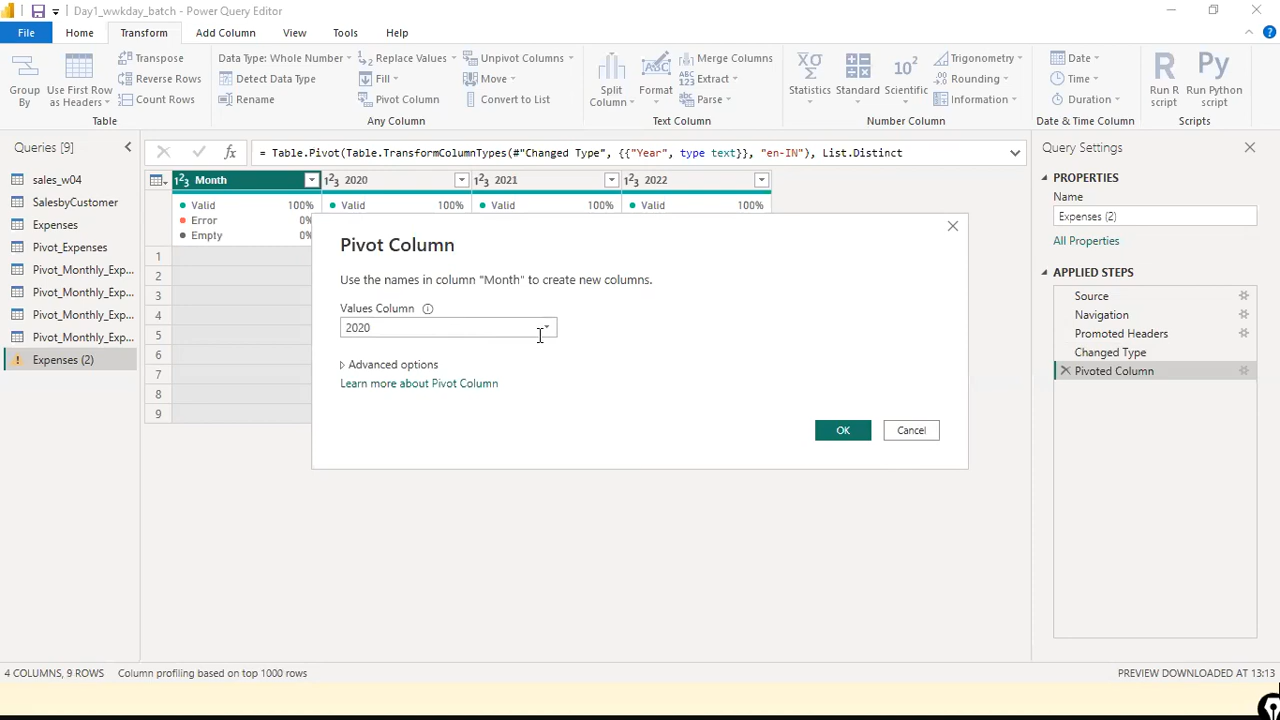 Day1_wwkday_batch - Power Query Editor
File Home Transform Add Column View Tools Help
Group By
Use First Row as Headers
Transpose
Reverse Rows
Count Rows
Table
Data Type: Whole Number
Detect Data Type
Rename
Replace Values
Fill
Pivot Column
Unpivot Columns
Move
Convert to List
Any Column
Split Column
Format
Merge Columns
Extract
Parse
Text Column
Statistics
Standard
Scientific
Trigonometry
Rounding
Information
Number Column
Date
Time
Duration
Date & Time Column
Run R script
Run Python script
Scripts
Queries [9]
sales_w04
SalesbyCustomer
Expenses
Pivot_Expenses
Pivot_Monthly_Exp...
Pivot_Monthly_Exp...
Pivot_Monthly_Exp...
Pivot_Monthly_Exp...
Expenses (2)
= Table.Pivot(Table.TransformColumnTypes(#"Changed Type", {{"Year", type text}}, "en-IN"), List.Distinct
Month 2020 2021 2022
Valid 100% Valid 100% Valid 100% Valid 100%
Error 0%
Empty 0%
1
2
3
4
5
6
7
8
9
Pivot Column
Use the names in column "Month" to create new columns.
Values Column
2020
Advanced options
Learn more about Pivot Column
OK Cancel
Query Settings
PROPERTIES
Name
Expenses (2)
All Properties
APPLIED STEPS
Source
Navigation
Promoted Headers
Changed Type
Pivoted Column
4 COLUMNS, 9 ROWS Column profiling based on top 1000 rows PREVIEW DOWNLOADED AT 13:13